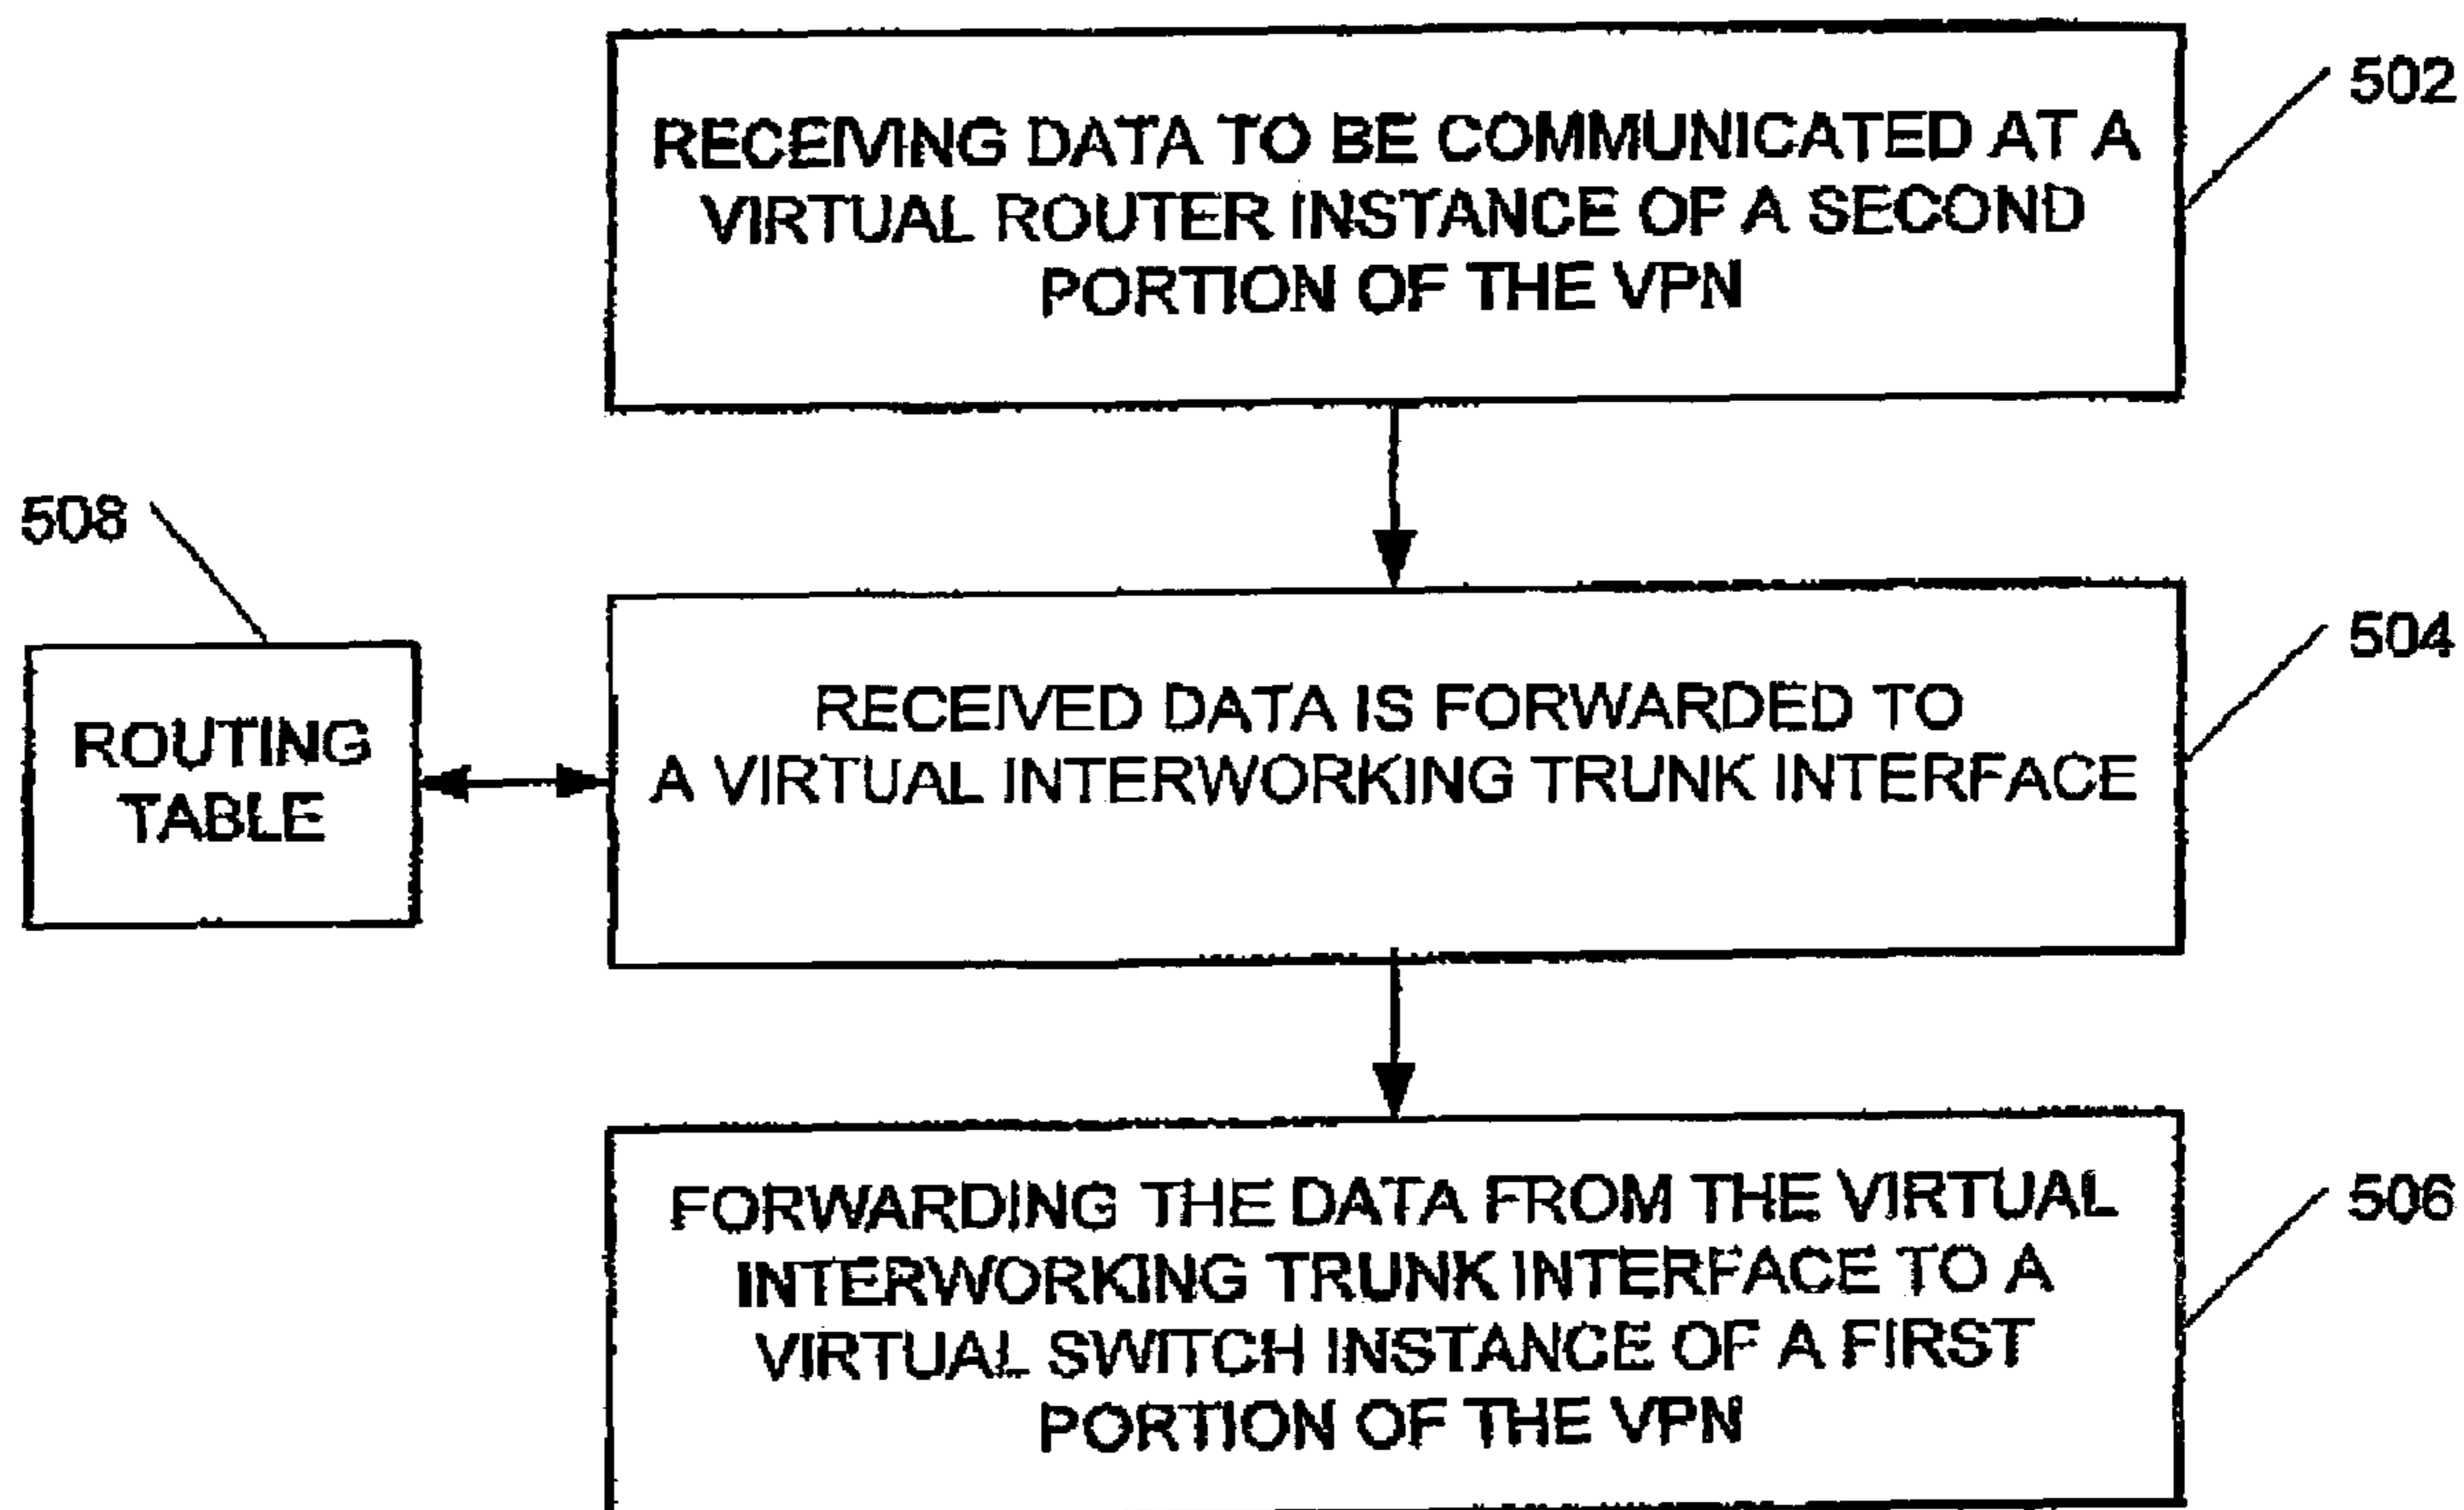 RECEIVING DATA TO BE COMMUNICATED AT A
VIRTUAL ROUTER INSTANCE OF A SECOND
PORTION OF THE VPN
502
508
ROUTING
TABLE
RECEIVED DATA IS FORWARDED TO
A VIRTUAL INTERWORKING TRUNK INTERFACE
504
FORWARDING THE DATA FROM THE VIRTUAL
INTERWORKING TRUNK INTERFACE TO A
VIRTUAL SWITCH INSTANCE OF A FIRST
PORTION OF THE VPN
506